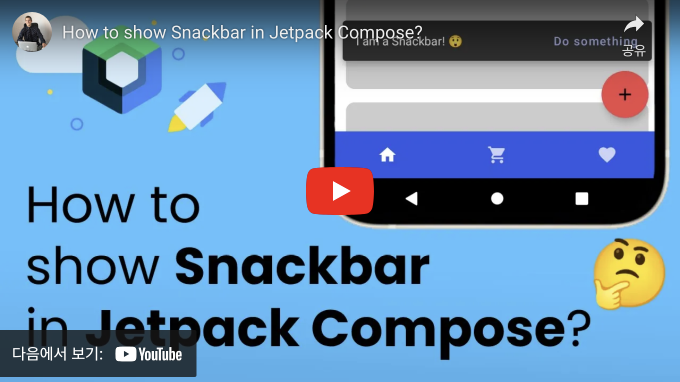 How to show Snackbar in Jetpack Compose?
I am a Snackbar! 😲
Do something
공유
How to
show Snackbar
in Jetpack Compose?
다음에서 보기: YouTube